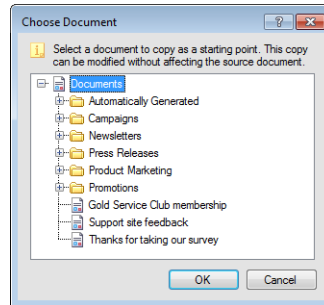 Choose Document
Select a document to copy as a starting point. This copy
can be modified without affecting the source document.
Documents
Automatically Generated
Campaigns
Newsletters
Press Releases
Product Marketing
Promotions
Gold Service Club membership
Support site feedback
Thanks for taking our survey
OK Cancel